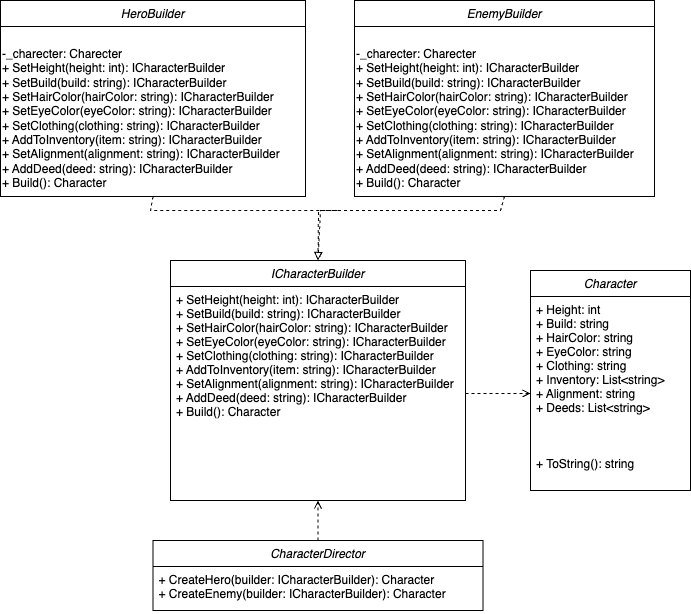 HeroBuilder
-_charecter: Charecter
+ SetHeight(height: int): ICharacterBuilder
+ SetBuild(build: string): ICharacterBuilder
+ SetHairColor(hairColor: string): ICharacterBuilder
+ SetEyeColor(eyeColor: string): ICharacterBuilder
+ SetClothing(clothing: string): ICharacterBuilder
+ AddToInventory(item: string): ICharacterBuilder
+ SetAlignment(alignment: string): ICharacterBuilder
+ AddDeed(deed: string): ICharacterBuilder
+ Build(): Character
EnemyBuilder
-_charecter: Charecter
+ SetHeight(height: int): ICharacterBuilder
+ SetBuild(build: string): ICharacterBuilder
+ SetHairColor(hairColor: string): ICharacterBuilder
+ SetEyeColor(eyeColor: string): ICharacterBuilder
+ SetClothing(clothing: string): ICharacterBuilder
+ AddToInventory(item: string): ICharacterBuilder
+ SetAlignment(alignment: string): ICharacterBuilder
+ AddDeed(deed: string): ICharacterBuilder
+ Build(): Character
ICharacterBuilder
+ SetHeight(height: int): ICharacterBuilder
+ SetBuild(build: string): ICharacterBuilder
+ SetHairColor(hairColor: string): ICharacterBuilder
+ SetEyeColor(eyeColor: string): ICharacterBuilder
+ SetClothing(clothing: string): ICharacterBuilder
+ AddToInventory(item: string): ICharacterBuilder
+ SetAlignment(alignment: string): ICharacterBuilder
+ AddDeed(deed: string): ICharacterBuilder
+ Build(): Character
Character
+ Height: int
+ Build: string
+ HairColor: string
+ EyeColor: string
+ Clothing: string
+ Inventory: List<string>
+ Alignment: string
+ Deeds: List<string>
+ ToString(): string
CharacterDirector
+ CreateHero(builder: ICharacterBuilder): Character
+ CreateEnemy(builder: ICharacterBuilder): Character